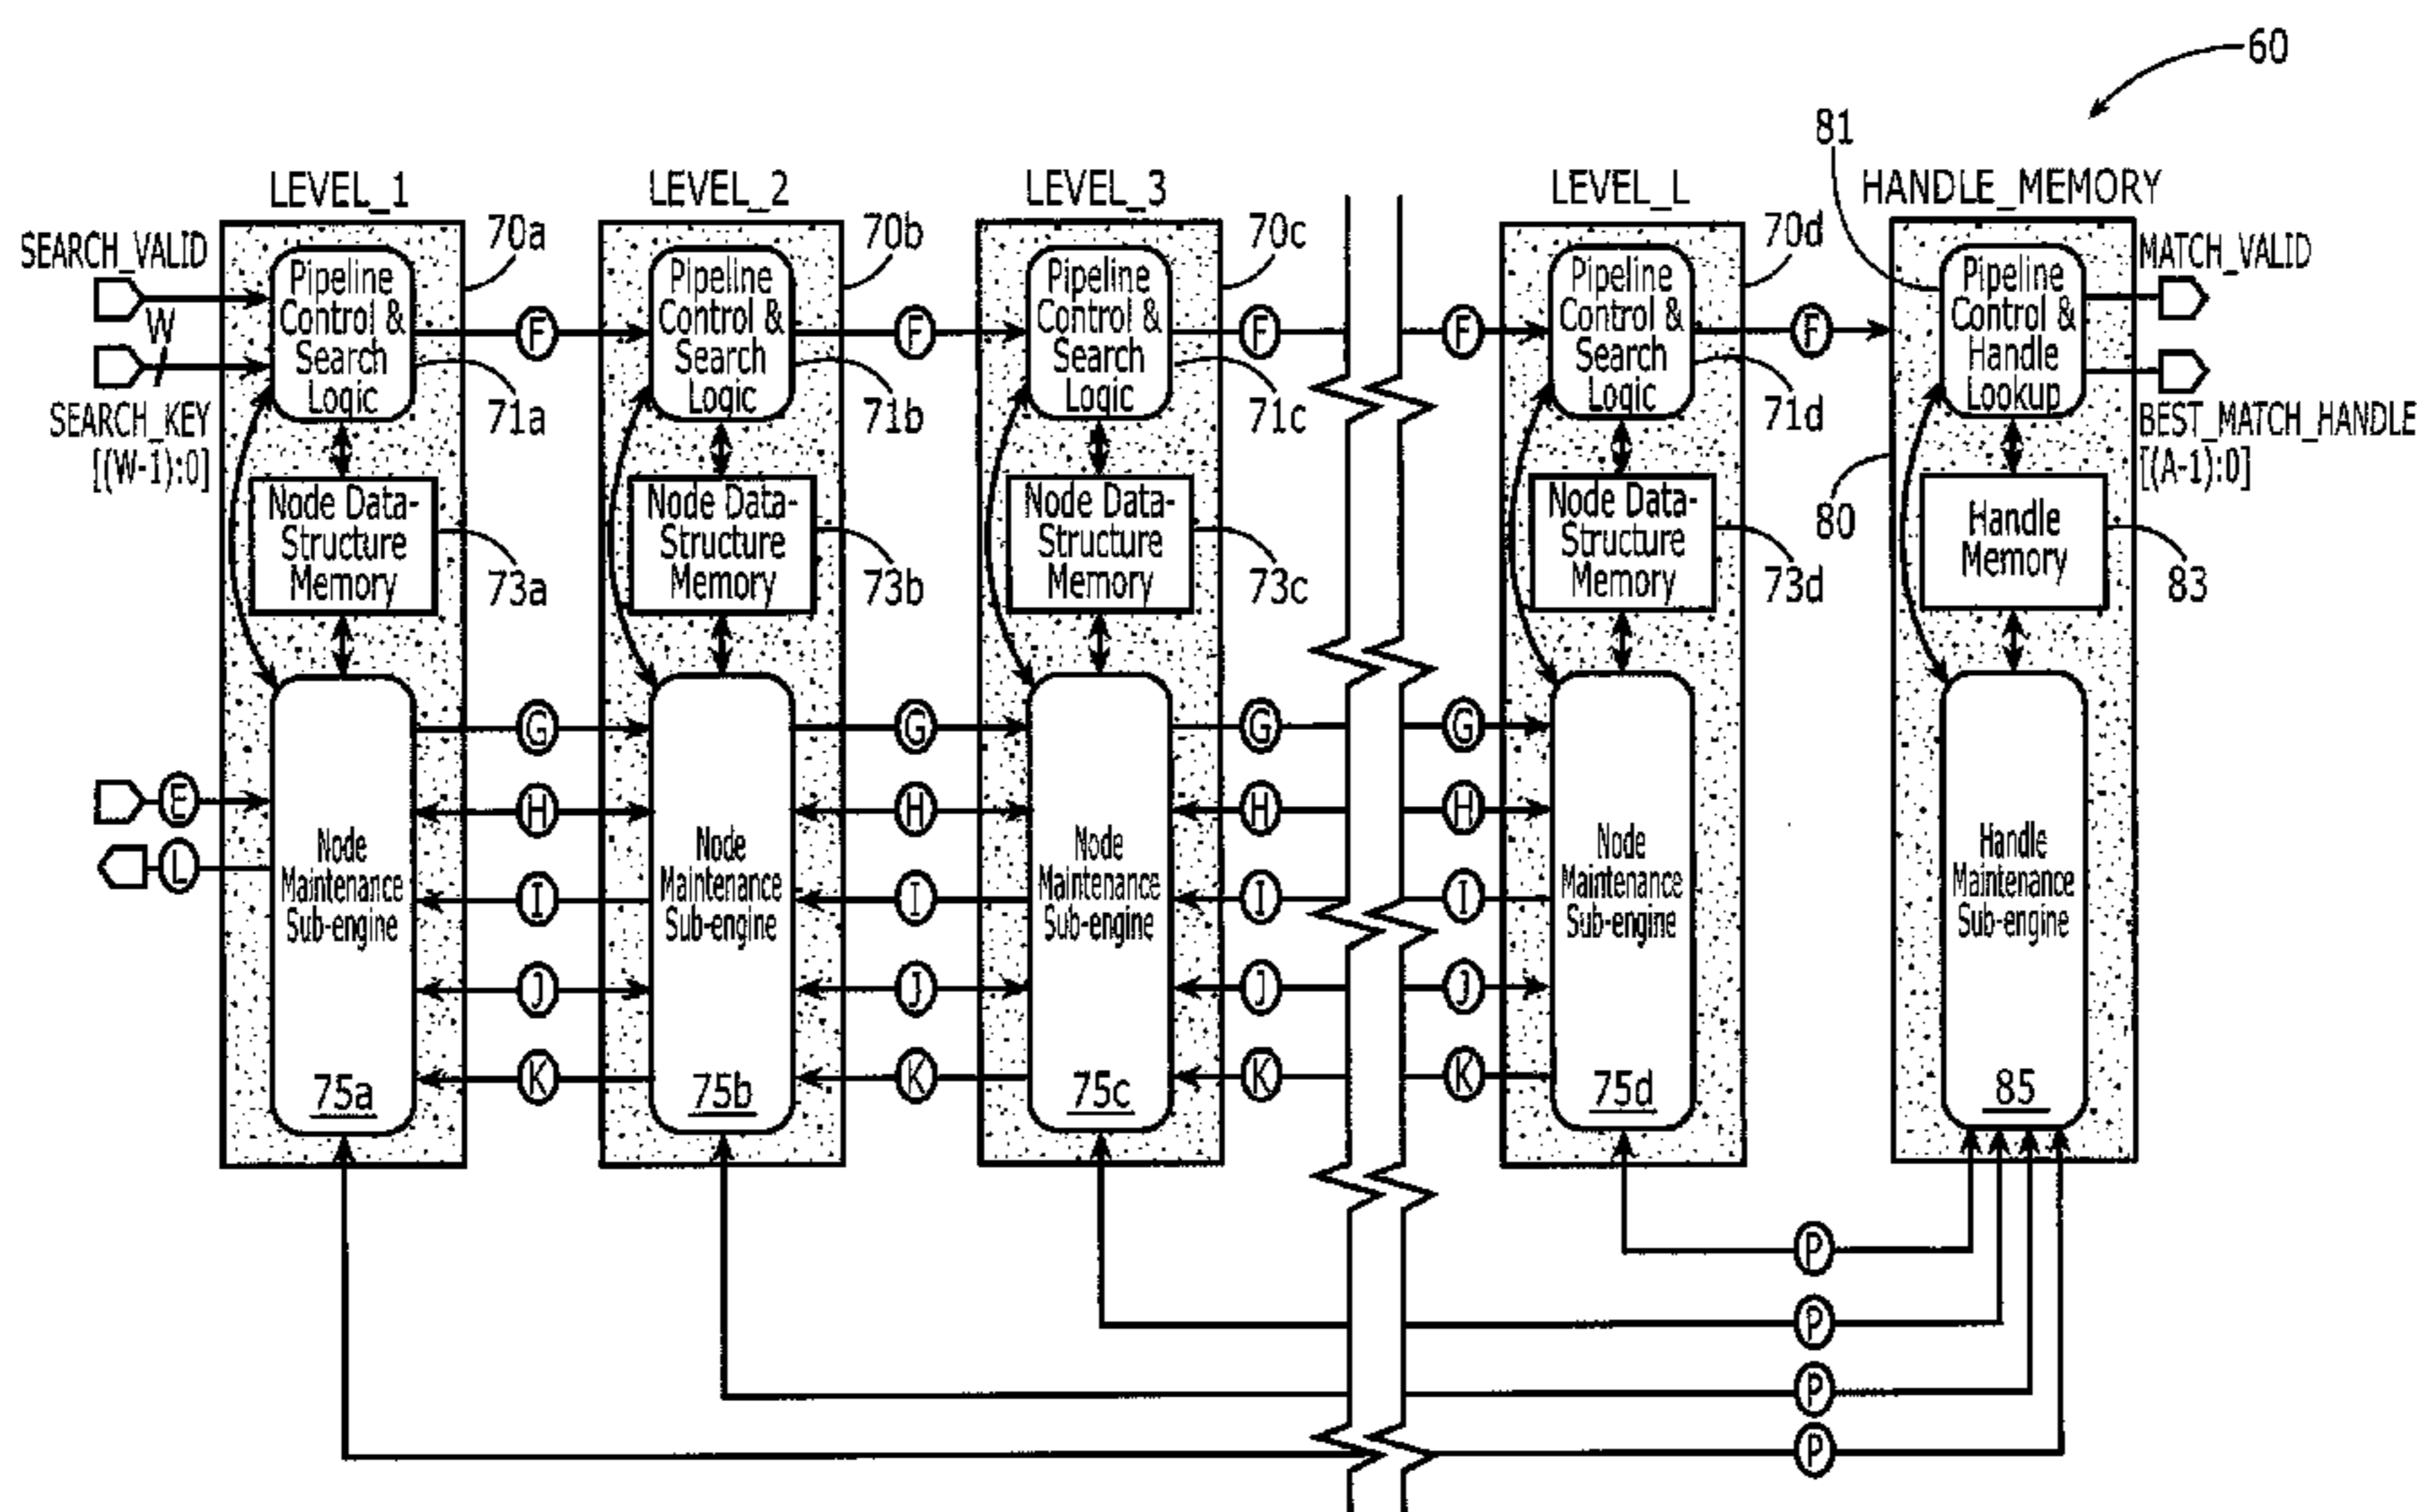 60
81
LEVEL_1
LEVEL_2
LEVEL_3
LEVEL_L
HANDLE_MEMORY
SEARCH_VALID
W
SEARCH_KEY
[(W-1):0]
Pipeline
Control &
Search
Logic
70a
71a
F
Node Data-
Structure
Memory
73a
Pipeline
Control &
Search
Logic
70b
71b
F
Node Data-
Structure
Memory
73b
Pipeline
Control &
Search
Logic
70c
71c
F
F
Node Data-
Structure
Memory
73c
Pipeline
Control &
Search
Logic
70d
71d
F
Node Data-
Structure
Memory
73d
Pipeline
Control &
Handle
Lookup
MATCH_VALID
BEST_MATCH_HANDLE
[(A-1):0]
80
Handle
Memory
83
E
L
Node
Maintenance
Sub-engine
75a
G
H
I
J
K
Node
Maintenance
Sub-engine
75b
G
H
I
J
K
Node
Maintenance
Sub-engine
75c
G
G
H
H
I
I
J
J
K
K
Node
Maintenance
Sub-engine
75d
Handle
Maintenance
Sub-engine
85
P
P
P
P